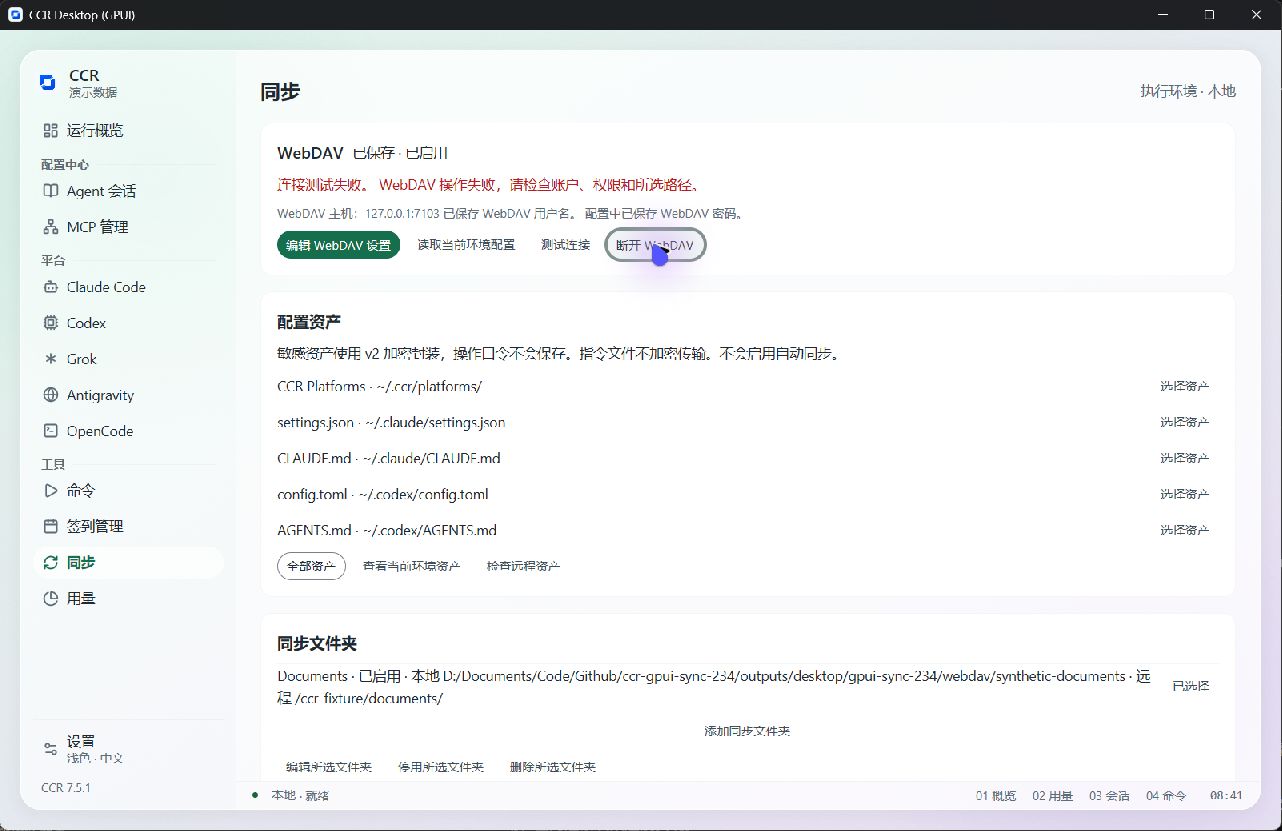 CCR Desktop (GPUI)
CCR
演示数据
运行概览
配置中心
Agent 会话
MCP 管理
平台
Claude Code
Codex
Grok
Antigravity
OpenCode
工具
命令
签到管理
同步
用量
设置
浅色 · 中文
CCR 7.5.1
同步
执行环境 · 本地
WebDAV 已保存 · 已启用
连接测试失败。 WebDAV 操作失败，请检查账户、权限和所选路径。
WebDAV 主机：127.0.0.1:7103 已保存 WebDAV 用户名。 配置中已保存 WebDAV 密码。
编辑 WebDAV 设置 读取当前环境配置 测试连接 断开 WebDAV
配置资产
敏感资产使用 v2 加密封装，操作口令不会保存。指令文件不加密传输。不会启用自动同步。
CCR Platforms · ~/.ccr/platforms/ 选择资产
settings.json · ~/.claude/settings.json 选择资产
CLAUDE.md · ~/.claude/CLAUDE.md 选择资产
config.toml · ~/.codex/config.toml 选择资产
AGENTS.md · ~/.codex/AGENTS.md 选择资产
全部资产 查看当前环境资产 检查远程资产
同步文件夹
Documents · 已启用 · 本地 D:/Documents/Code/Github/ccr-gpui-sync-234/outputs/desktop/gpui-sync-234/webdav/synthetic-documents · 远
程 /ccr-fixture/documents/ 已选择
添加同步文件夹
编辑所选文件夹 停用所选文件夹 删除所选文件夹
本地 · 就绪 01 概览 02 用量 03 会话 04 命令 08:41